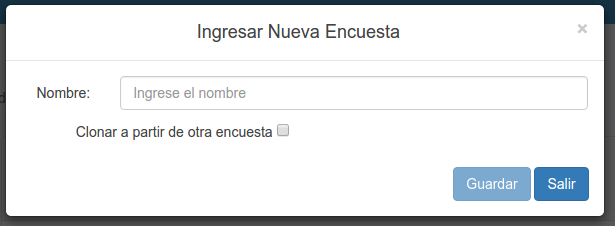 Ingresar Nueva Encuesta ×
Nombre: Ingrese el nombre
Clonar a partir de otra encuesta
Guardar Salir